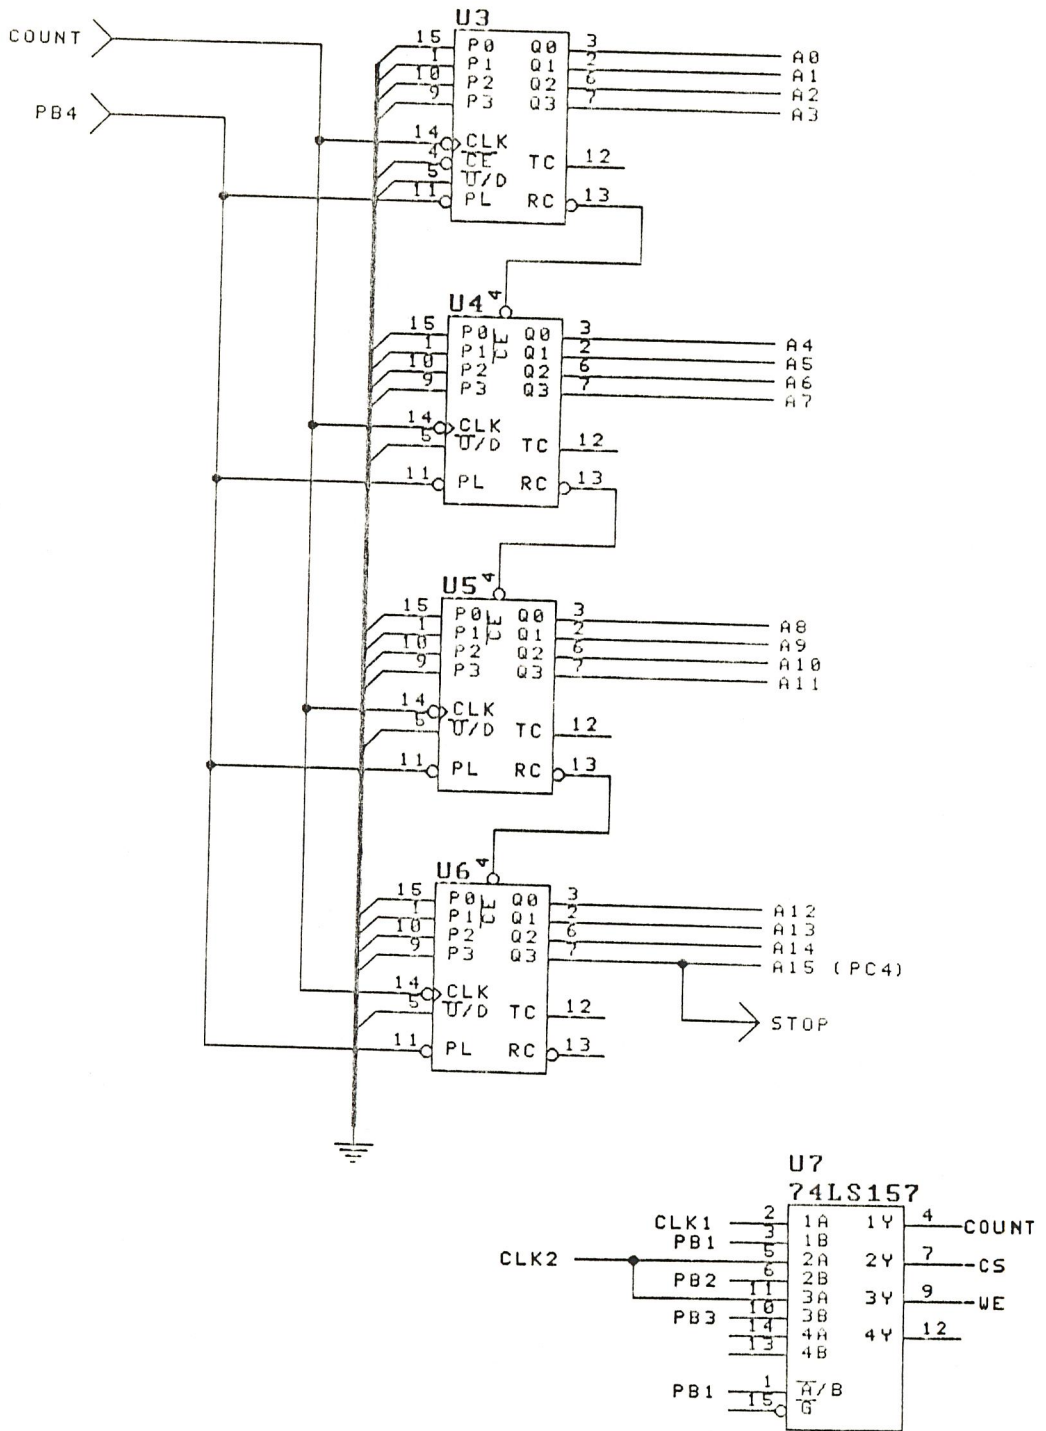 COUNT
PB4
U3
15 P0 Q0 3 A0
1 P1 Q1 2 A1
10 P2 Q2 6 A2
9 P3 Q3 7 A3
14 CLK
4 CE TC 12
5 U/D
11 PL RC 13
U4
4
15 P0 CE Q0 3 A4
1 P1 Q1 2 A5
10 P2 Q2 6 A6
9 P3 Q3 7 A7
14 CLK
5 U/D TC 12
11 PL RC 13
U5
4
15 P0 CE Q0 3 A8
1 P1 Q1 2 A9
10 P2 Q2 6 A10
9 P3 Q3 7 A11
14 CLK
5 U/D TC 12
11 PL RC 13
U6
4
15 P0 CE Q0 3 A12
1 P1 Q1 2 A13
10 P2 Q2 6 A14
9 P3 Q3 7 A15 (PC4)
14 CLK
5 U/D TC 12
STOP
11 PL RC 13
U7
74LS157
CLK1 2 1A 1Y 4 COUNT
PB1 3 1B
CLK2 5 2A 2Y 7 -CS
PB2 6 2B
11 3A 3Y 9 -WE
PB3 10 3B
14 4A 4Y 12
13 4B
PB1 1 A/B
15 G